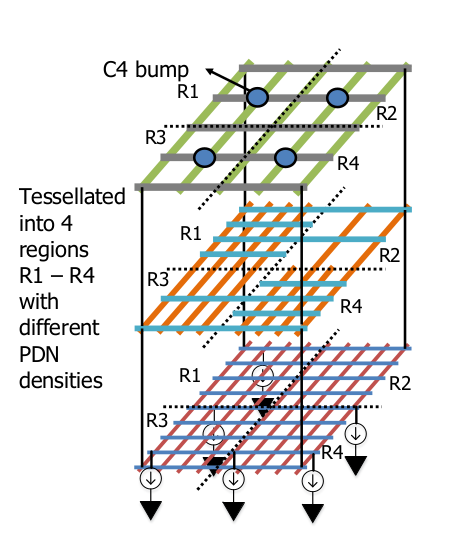 C4 bump
R1
R2
R3
R4
Tessellated
into 4
regions
R1 – R4
with
different
PDN
densities
R1
R2
R3
R4
R1
R2
R3
R4